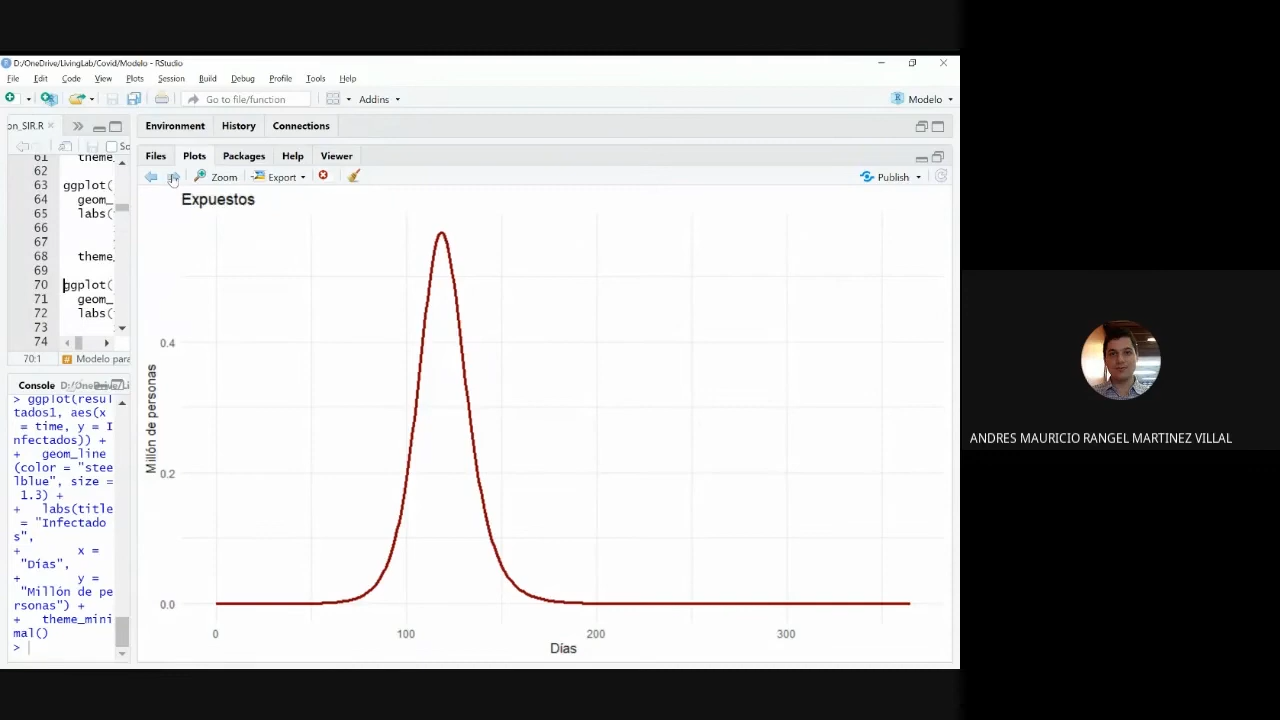 D:/OneDrive/LivingLab/Covid/Modelo - RStudio
File Edit Code View Plots Session Build Debug Profile Tools Help
Go to file/function Addins Modelo
on_SIR.R
Environment History Connections
Files Plots Packages Help Viewer
Zoom Export Publish
61 theme_
62
63 ggplot(
64 geom_
65 labs(
66
67
68 theme_
69
70 ggplot(
71 geom_
72 labs(
73
74
70:1 Modelo para
Console D:/OneDrive/Li
> ggplot(resul
tados1, aes(x
= time, y = I
nfectados)) +
+ geom_line
(color = "stee
lblue", size =
1.3) +
+ labs(title
= "Infectado
s",
+ x =
"Días",
+ y =
"Millón de pe
rsonas") +
+ theme_mini
mal()
>
Expuestos
Millón de personas
0.4
0.2
0.0
0 100 200 300
Días
ANDRES MAURICIO RANGEL MARTINEZ VILLAL